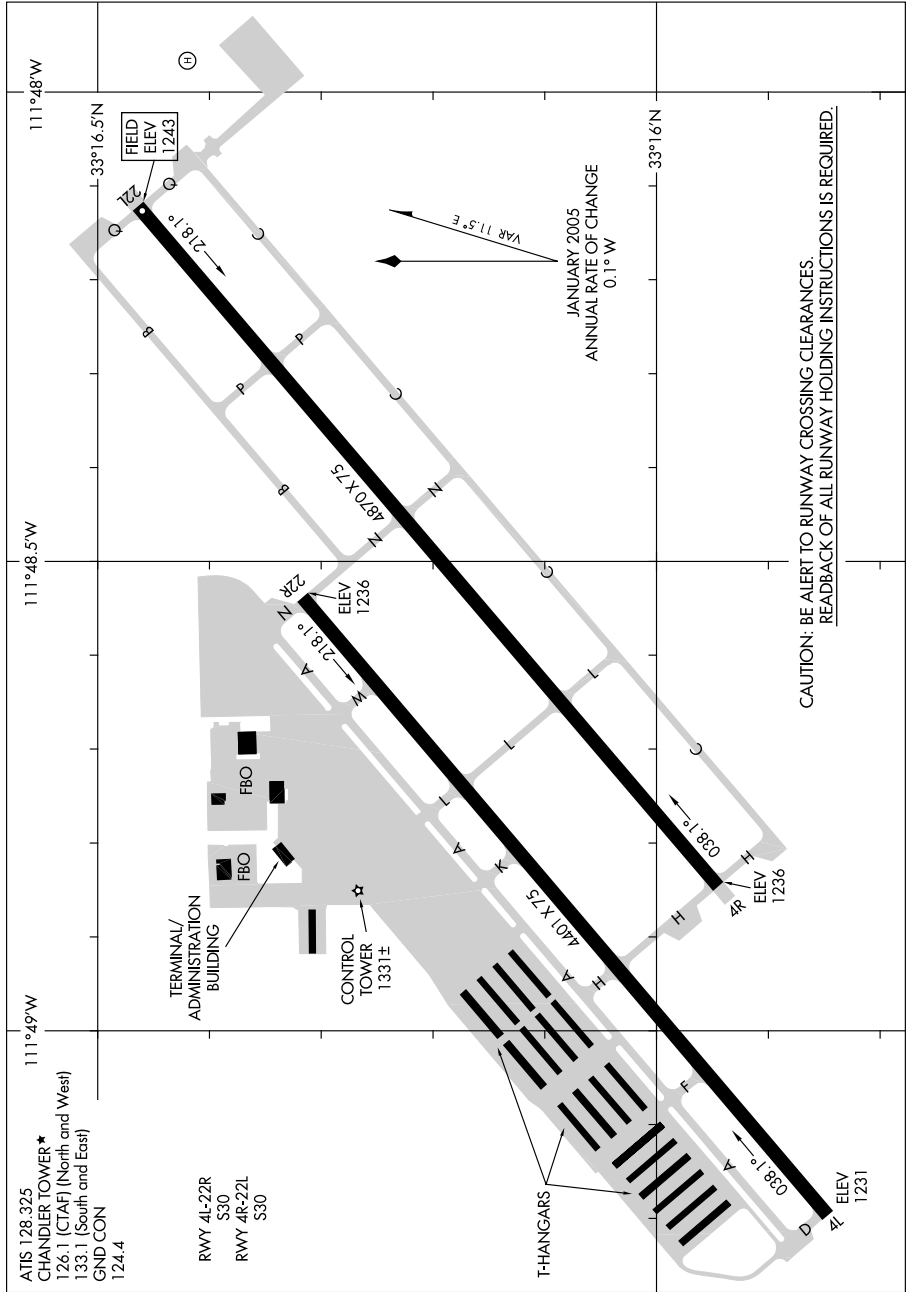 111°49'W
111°48.5'W
111°48'W
ATIS 128.325
CHANDLER TOWER★
126.1 (CTAF) (North and West)
133.1 (South and East)
GND CON
124.4
RWY 4L-22R
S30
RWY 4R-22L
S30
33°16.5'N
FIELD
ELEV
1243
22L
218.1°
Q
Q
C
B
P
P
B
C
4870 X 75
N
N
C
VAR 11.5° E
JANUARY 2005
ANNUAL RATE OF CHANGE
0.1° W
22R
ELEV
1236
N
218.1°
A
W
FBO
FBO
TERMINAL/
ADMINISTRATION
BUILDING
CONTROL
TOWER
1331±
L
L
L
A
K
4401 X 75
A
H
H
H
C
038.1°
4R
ELEV
1236
33°16'N
T-HANGARS
F
A
038.1°
D
4L
ELEV
1231
H
CAUTION: BE ALERT TO RUNWAY CROSSING CLEARANCES.
READBACK OF ALL RUNWAY HOLDING INSTRUCTIONS IS REQUIRED.